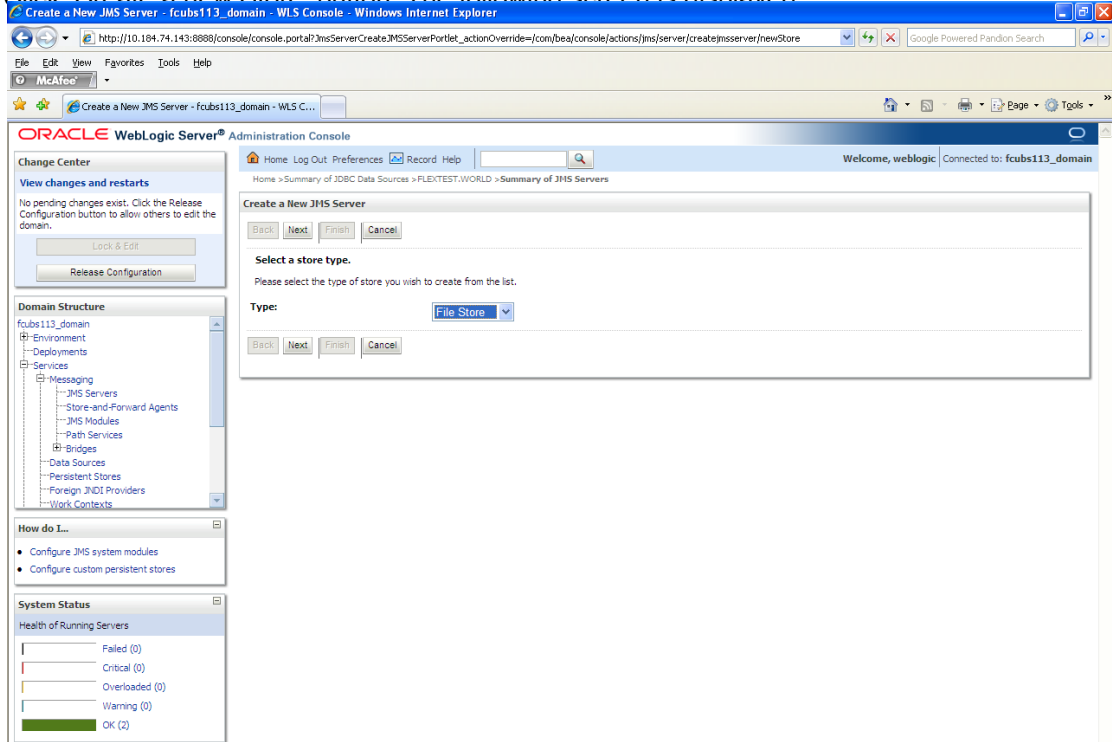 Create a New JMS Server - fcubs113_domain - WLS Console - Windows Internet Explorer
http://10.184.74.143:8888/console/console.portal?JmsServerCreateJMSServerPortlet_actionOverride=/com/bea/console/actions/jms/server/createjmsserver/newStore
Google Powered Pandion Search
File Edit View Favorites Tools Help
McAfee
Create a New JMS Server - fcubs113_domain - WLS C...
Page Tools »
ORACLE WebLogic Server® Administration Console
Change Center
View changes and restarts
No pending changes exist. Click the Release
Configuration button to allow others to edit the
domain.
Lock & Edit
Release Configuration
Domain Structure
fcubs113_domain
Environment
Deployments
Services
Messaging
JMS Servers
Store-and-Forward Agents
JMS Modules
Path Services
Bridges
Data Sources
Persistent Stores
Foreign JNDI Providers
Work Contexts
How do I...
Configure JMS system modules
Configure custom persistent stores
System Status
Health of Running Servers
Failed (0)
Critical (0)
Overloaded (0)
Warning (0)
OK (2)
Home Log Out Preferences Record Help
Welcome, weblogic Connected to: fcubs113_domain
Home >Summary of JDBC Data Sources >FLEXTEST.WORLD >Summary of JMS Servers
Create a New JMS Server
Back Next Finish Cancel
Select a store type.
Please select the type of store you wish to create from the list.
Type: File Store
Back Next Finish Cancel